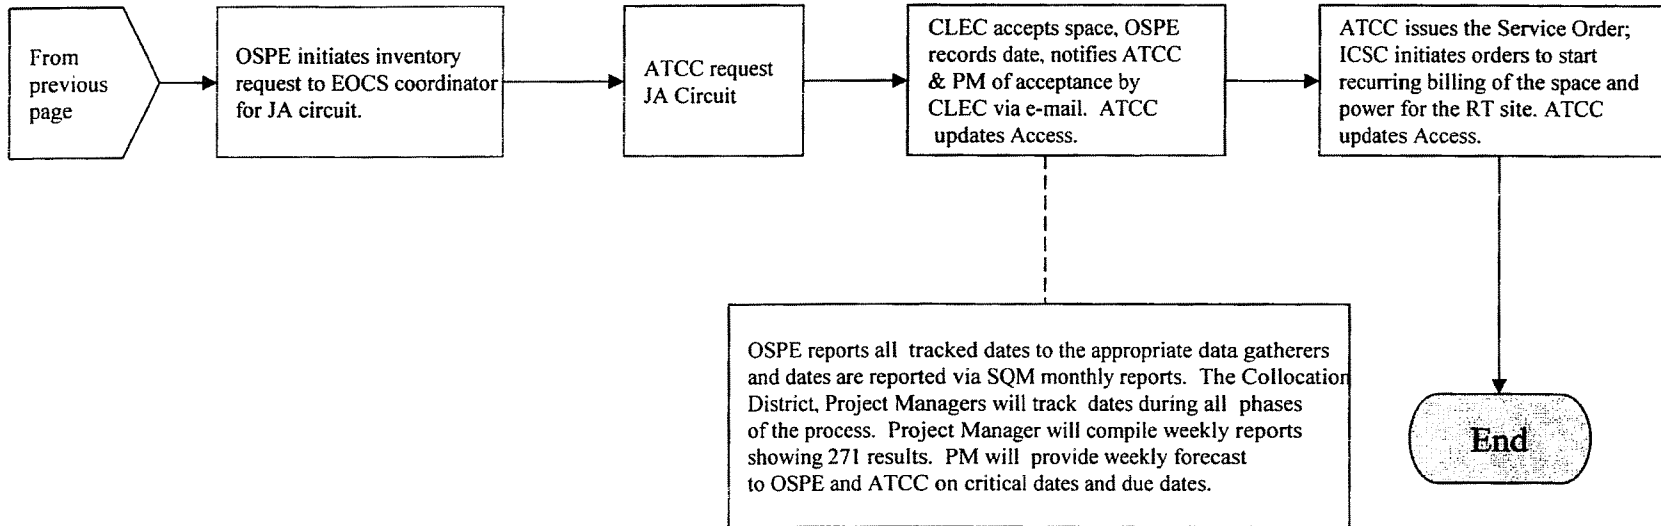 From
previous
page
OSPE initiates inventory
request to EOCS coordinator
for JA circuit.
ATCC request
JA Circuit
CLEC accepts space, OSPE
records date, notifies ATCC
& PM of acceptance by
CLEC via e-mail. ATCC
updates Access.
ATCC issues the Service Order;
ICSC initiates orders to start
recurring billing of the space and
power for the RT site. ATCC
updates Access.
OSPE reports all tracked dates to the appropriate data gatherers
and dates are reported via SQM monthly reports. The Collocation
District, Project Managers will track dates during all phases
of the process. Project Manager will compile weekly reports
showing 271 results. PM will provide weekly forecast
to OSPE and ATCC on critical dates and due dates.
End